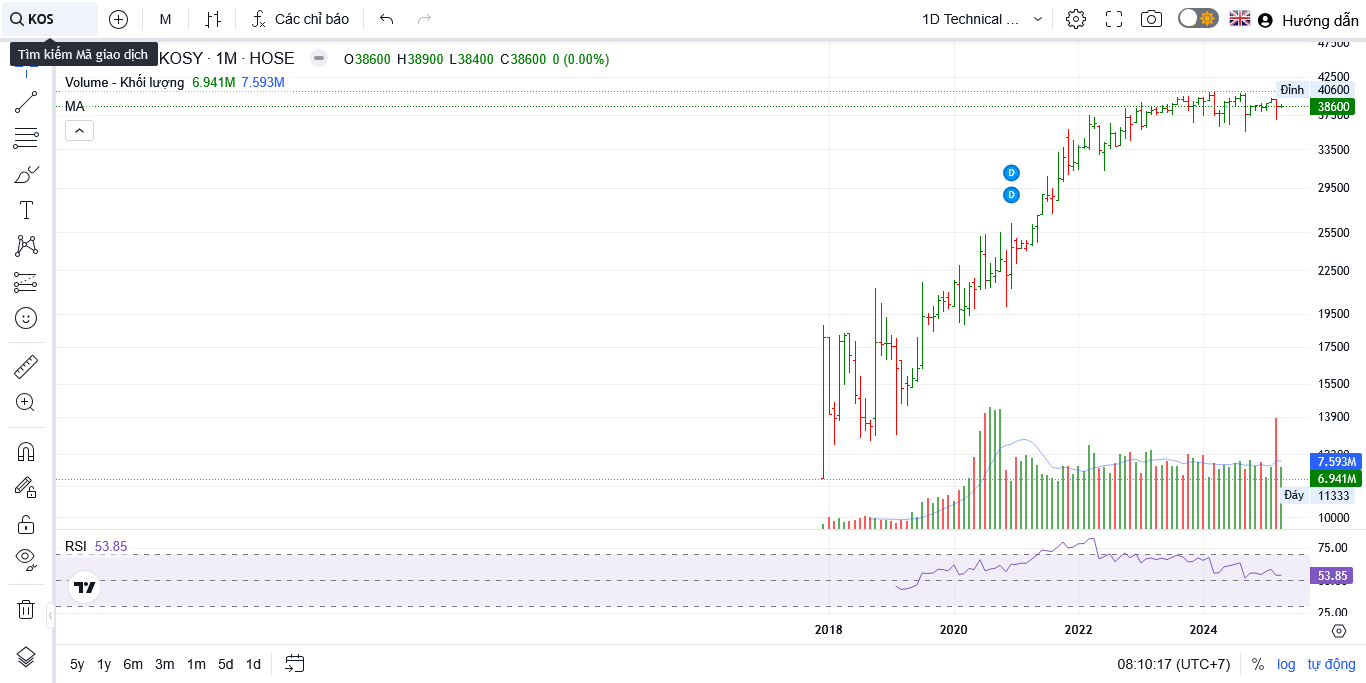 KOS
M
Các chỉ báo
1D Technical ...
Hướng dẫn
Tìm kiếm Mã giao dịch
KOSY · 1M · HOSE
O38600 H38900 L38400 C38600 0 (0.00%)
Volume - Khối lượng 6.941M 7.593M
MA
47500
42500
Đỉnh 40600
38600
37500
33500
29500
25500
22500
19500
17500
15500
13900
7.593M
6.941M
Đáy 11333
10000
D
D
RSI 53.85
75.00
53.85
25.00
2018 2020 2022 2024
5y 1y 6m 3m 1m 5d 1d
08:10:17 (UTC+7)
% log tự động